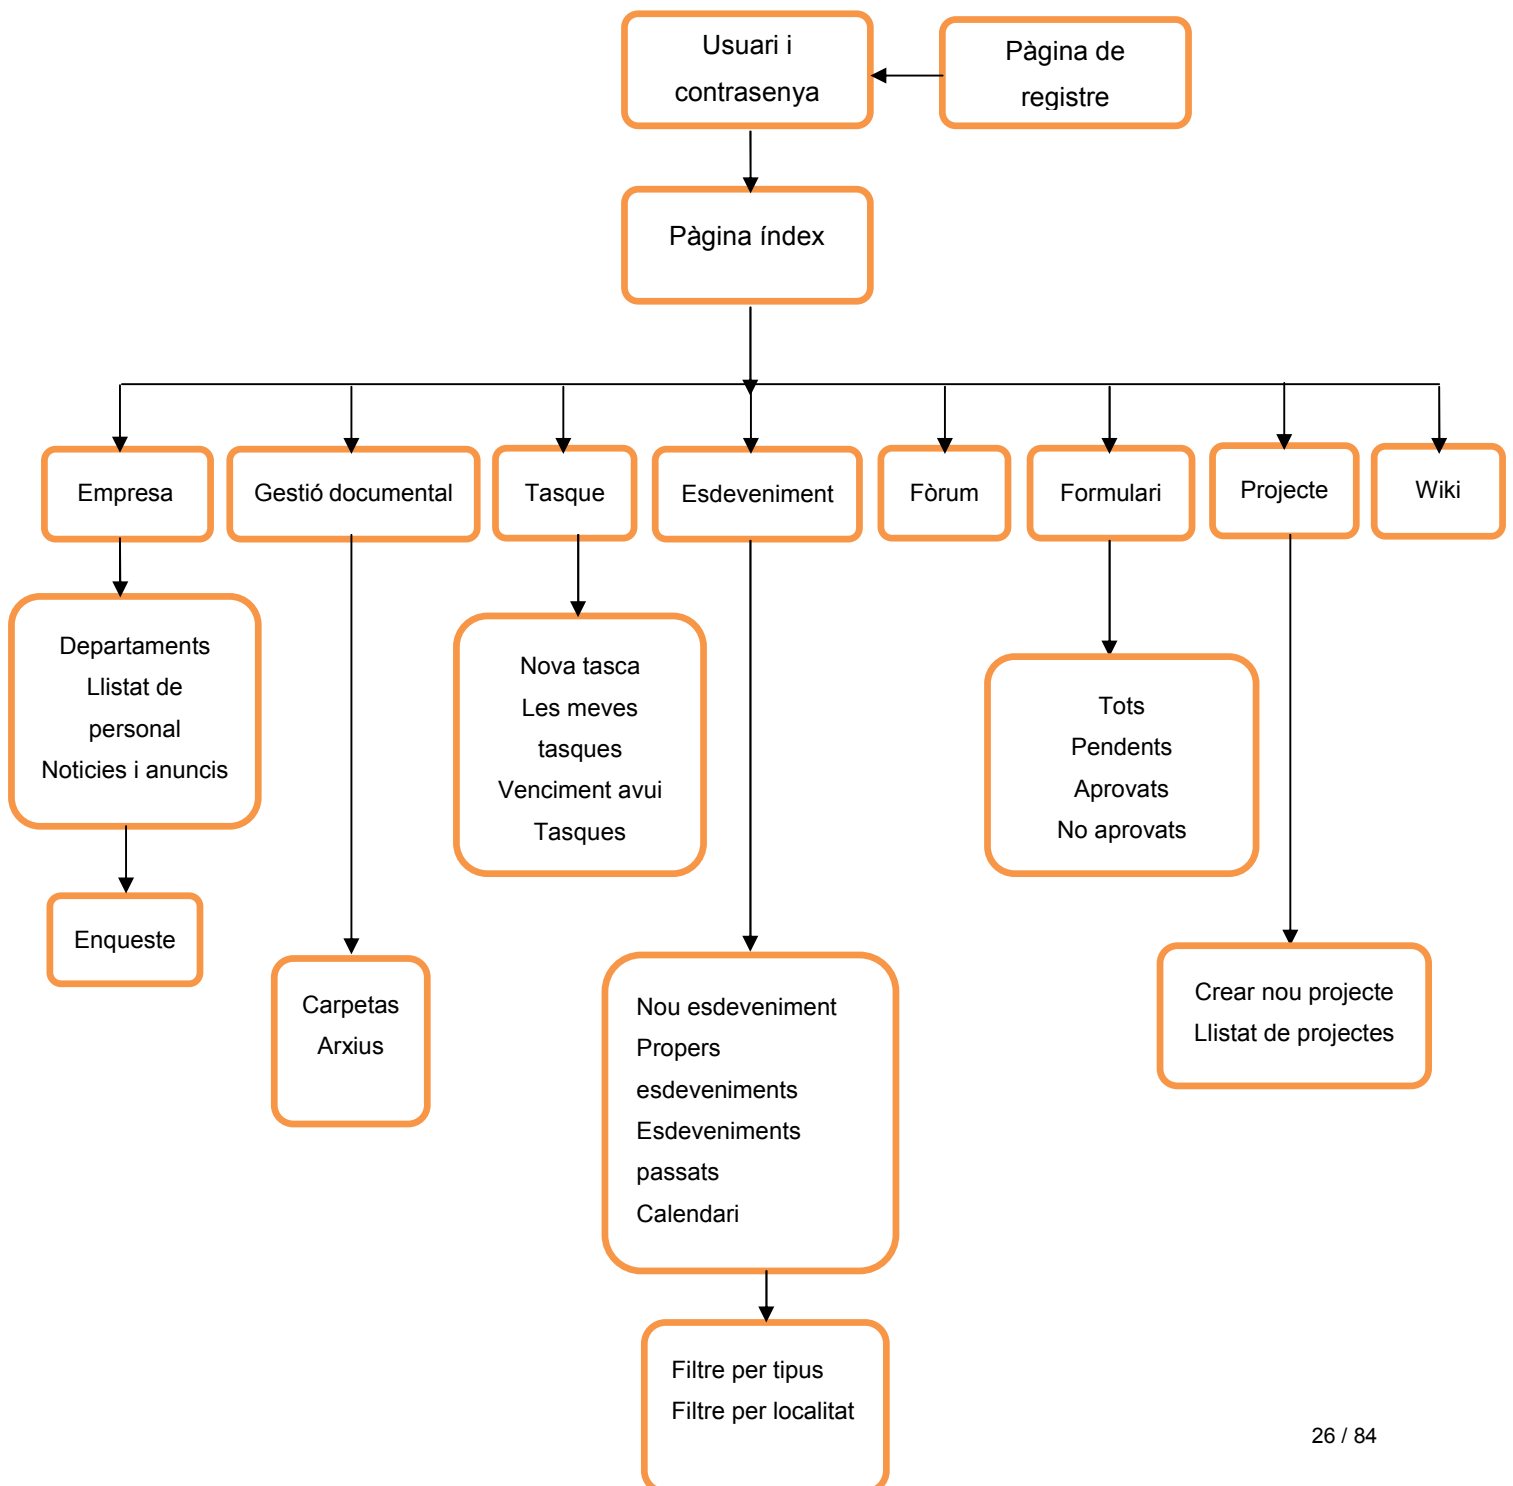 Usuari i
contrasenya
Pàgina de
registre
Pàgina índex
Empresa
Gestió documental
Tasque
Esdeveniment
Fòrum
Formulari
Projecte
Wiki
Departaments
Llistat de
personal
Noticies i anuncis
Nova tasca
Les meves
tasques
Venciment avui
Tasques
Tots
Pendents
Aprovats
No aprovats
Enqueste
Carpetas
Arxius
Nou esdeveniment
Propers
esdeveniments
Esdeveniments
passats
Calendari
Crear nou projecte
Llistat de projectes
Filtre per tipus
Filtre per localitat
26 / 84